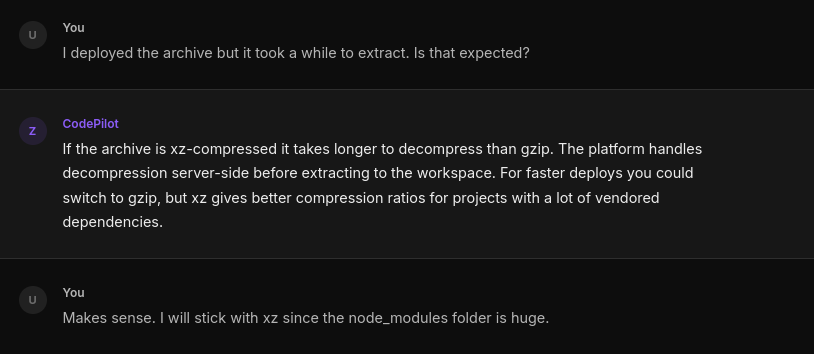 U
You
I deployed the archive but it took a while to extract. Is that expected?
Z
CodePilot
If the archive is xz-compressed it takes longer to decompress than gzip. The platform handles
decompression server-side before extracting to the workspace. For faster deploys you could
switch to gzip, but xz gives better compression ratios for projects with a lot of vendored
dependencies.
U
You
Makes sense. I will stick with xz since the node_modules folder is huge.